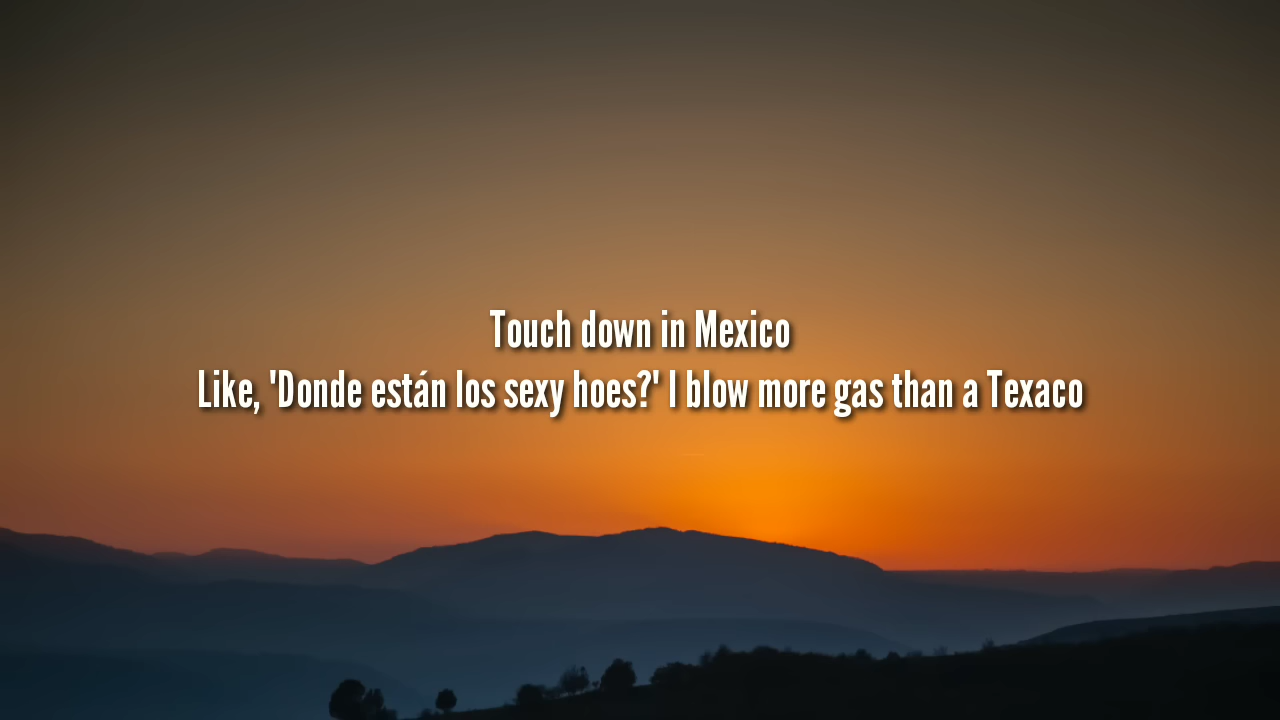 Touch down in Mexico
Like, 'Donde están los sexy hoes?' I blow more gas than a Texaco